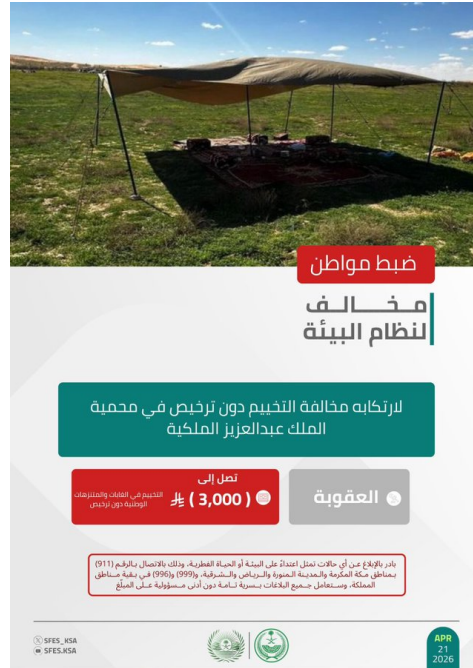 ضبط مواطن
مخالف
لنظام البيئة
لارتكابه مخالفة التخييم دون ترخيص في محمية
الملك عبدالعزيز الملكية
العقوبة
تصل إلى
( 3,000 )
التخييم في الغابات والمتنزهات
الوطنية دون ترخيص
بادر بالإبلاغ عن أي حالات تمثل اعتداءً على البيئة أو الحياة الفطرية، وذلك بالاتصال بالرقم (911)
بمناطق مكة المكرمة والمدينة المنورة والرياض والشرقية، و(999) و(996) في بقية مناطق
المملكة، وستعامل جميع البلاغات بسرية تامة دون أدنى مسؤولية على المبلّغ
SFES_KSA
SFES.KSA
APR
21
2026